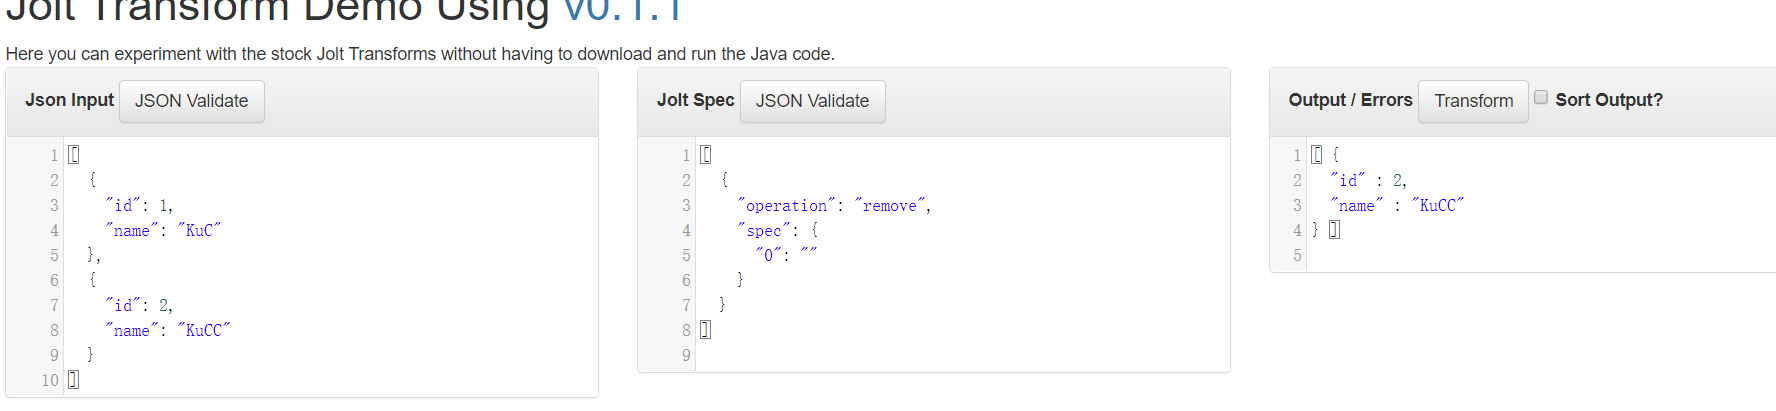 Jolt Transform Demo Using v0.1.1
Here you can experiment with the stock Jolt Transforms without having to download and run the Java code.
Json Input JSON Validate
1 [
2 {
3 "id": 1,
4 "name": "KuC"
5 },
6 {
7 "id": 2,
8 "name": "KuCC"
9 }
10 ]
Jolt Spec JSON Validate
1 [
2 {
3 "operation": "remove",
4 "spec": {
5 "0": ""
6 }
7 }
8 ]
9
Output / Errors Transform Sort Output?
1 [ {
2 "id" : 2,
3 "name" : "KuCC"
4 } ]
5